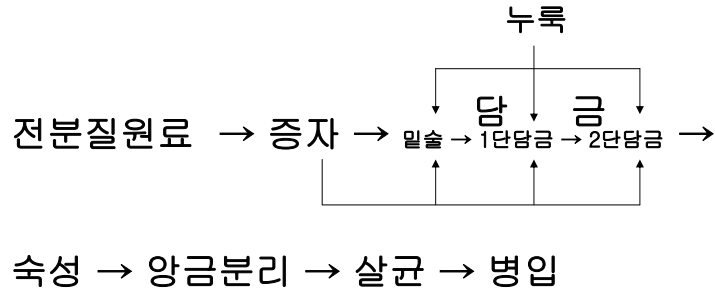 누룩
담 금
전분질원료 → 증자 → 밑술 → 1단담금 → 2단담금 →
숙성 → 앙금분리 → 살균 → 병입